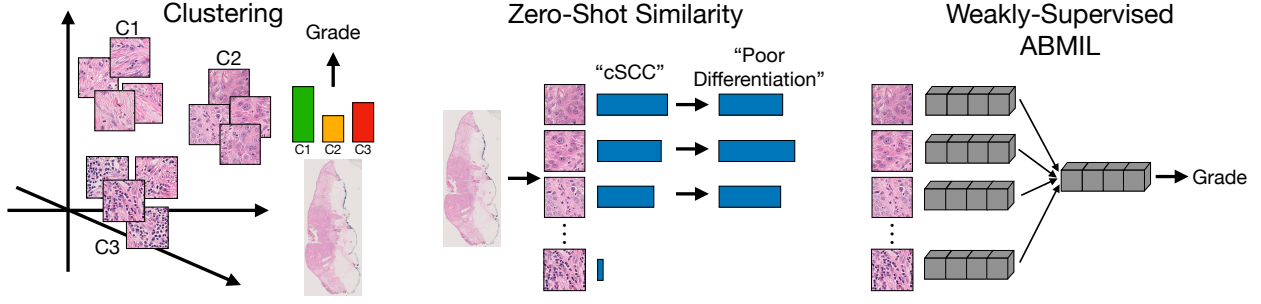 Clustering
C1
C2
C3
Grade
C1 C2 C3
Zero-Shot Similarity
“cSCC”
“Poor
Differentiation”
Weakly-Supervised
ABMIL
Grade